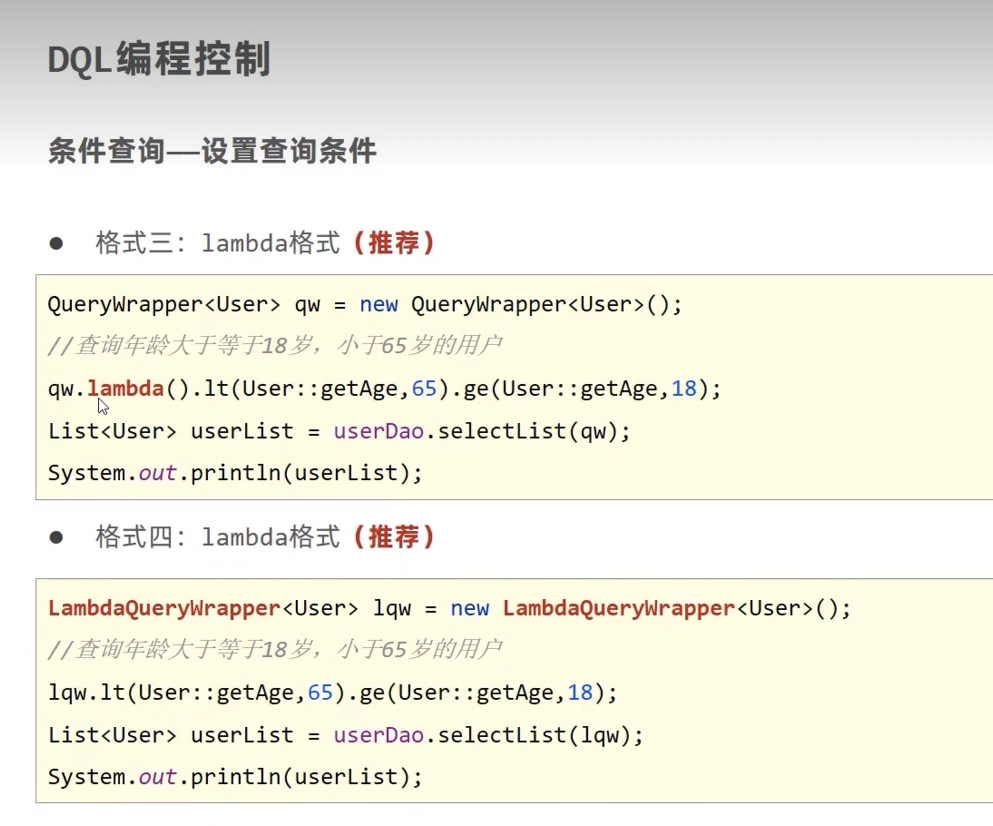 DQL编程控制
条件查询——设置查询条件
● 格式三：lambda格式（推荐）
QueryWrapper<User> qw = new QueryWrapper<User>();
//查询年龄大于等于18岁，小于65岁的用户
qw.lambda().lt(User::getAge,65).ge(User::getAge,18);
List<User> userList = userDao.selectList(qw);
System.out.println(userList);
● 格式四：lambda格式（推荐）
LambdaQueryWrapper<User> lqw = new LambdaQueryWrapper<User>();
//查询年龄大于等于18岁，小于65岁的用户
lqw.lt(User::getAge,65).ge(User::getAge,18);
List<User> userList = userDao.selectList(lqw);
System.out.println(userList);